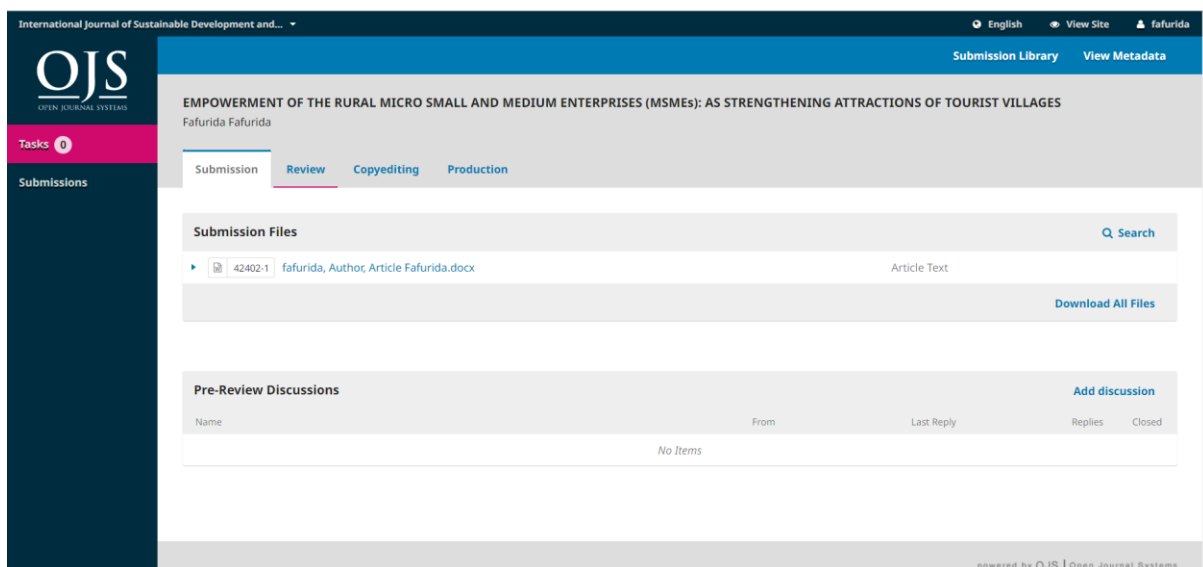 International Journal of Sustainable Development and...
English View Site fafurida
OJS
OPEN JOURNAL SYSTEMS
Submission Library View Metadata
EMPOWERMENT OF THE RURAL MICRO SMALL AND MEDIUM ENTERPRISES (MSMEs): AS STRENGTHENING ATTRACTIONS OF TOURIST VILLAGES
Fafurida Fafurida
Tasks 0
Submissions
Submission Review Copyediting Production
Submission Files Search
42402-1 fafurida, Author, Article Fafurida.docx Article Text
Download All Files
Pre-Review Discussions Add discussion
Name From Last Reply Replies Closed
No Items
powered by OJS | Open Journal Systems